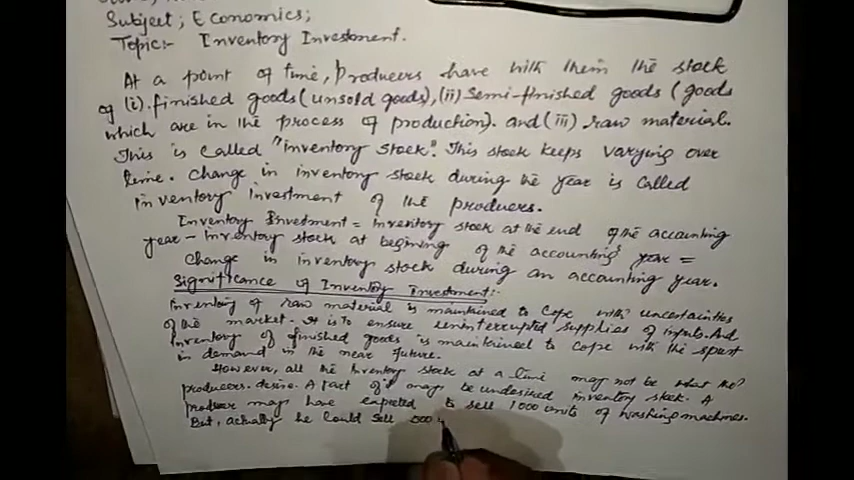 Subject; Economics;
Topic:- Inventory Investment.
At a point of time, producers have with them the stock
of (i). finished goods (unsold goods), (ii) Semi-finished goods (goods
which are in the process of production). and (iii) raw material.
This is called "inventory stock". This stock keeps varying over
time. Change in inventory stock during the year is called
inventory investment of the producers.
Inventory Investment = Inventory stock at the end of the accounting
year - Inventory stock at begining of the accounting year =
Change in inventory stock during an accounting year.
Significance of Inventory Investment:-
Inventory of raw material is maintained to Cope with uncertainties
of the market. It is to ensure uninterrupted supplies of inputs. And
Inventory of finished goods is maintained to cope with the spurt
in demand in the near future.
However, all the Inventory stock at a time may not be what the
producers desire. A part of it may be undesired inventory stock. A
producer may have expected to sell 1000 units of washing machines.
But, actually he could sell